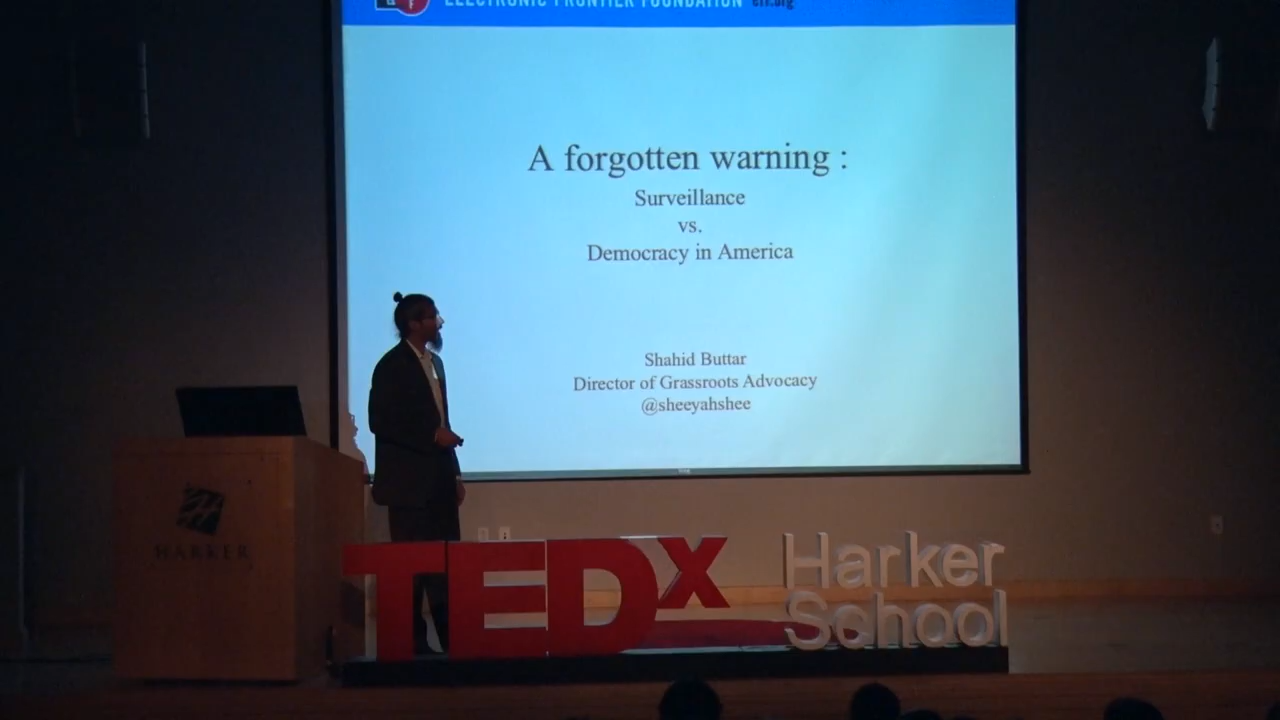 ELECTRONIC FRONTIER FOUNDATION eff.org
A forgotten warning :
Surveillance
vs.
Democracy in America
Shahid Buttar
Director of Grassroots Advocacy
@sheeyahshee
HARKER
TEDx
Harker
School